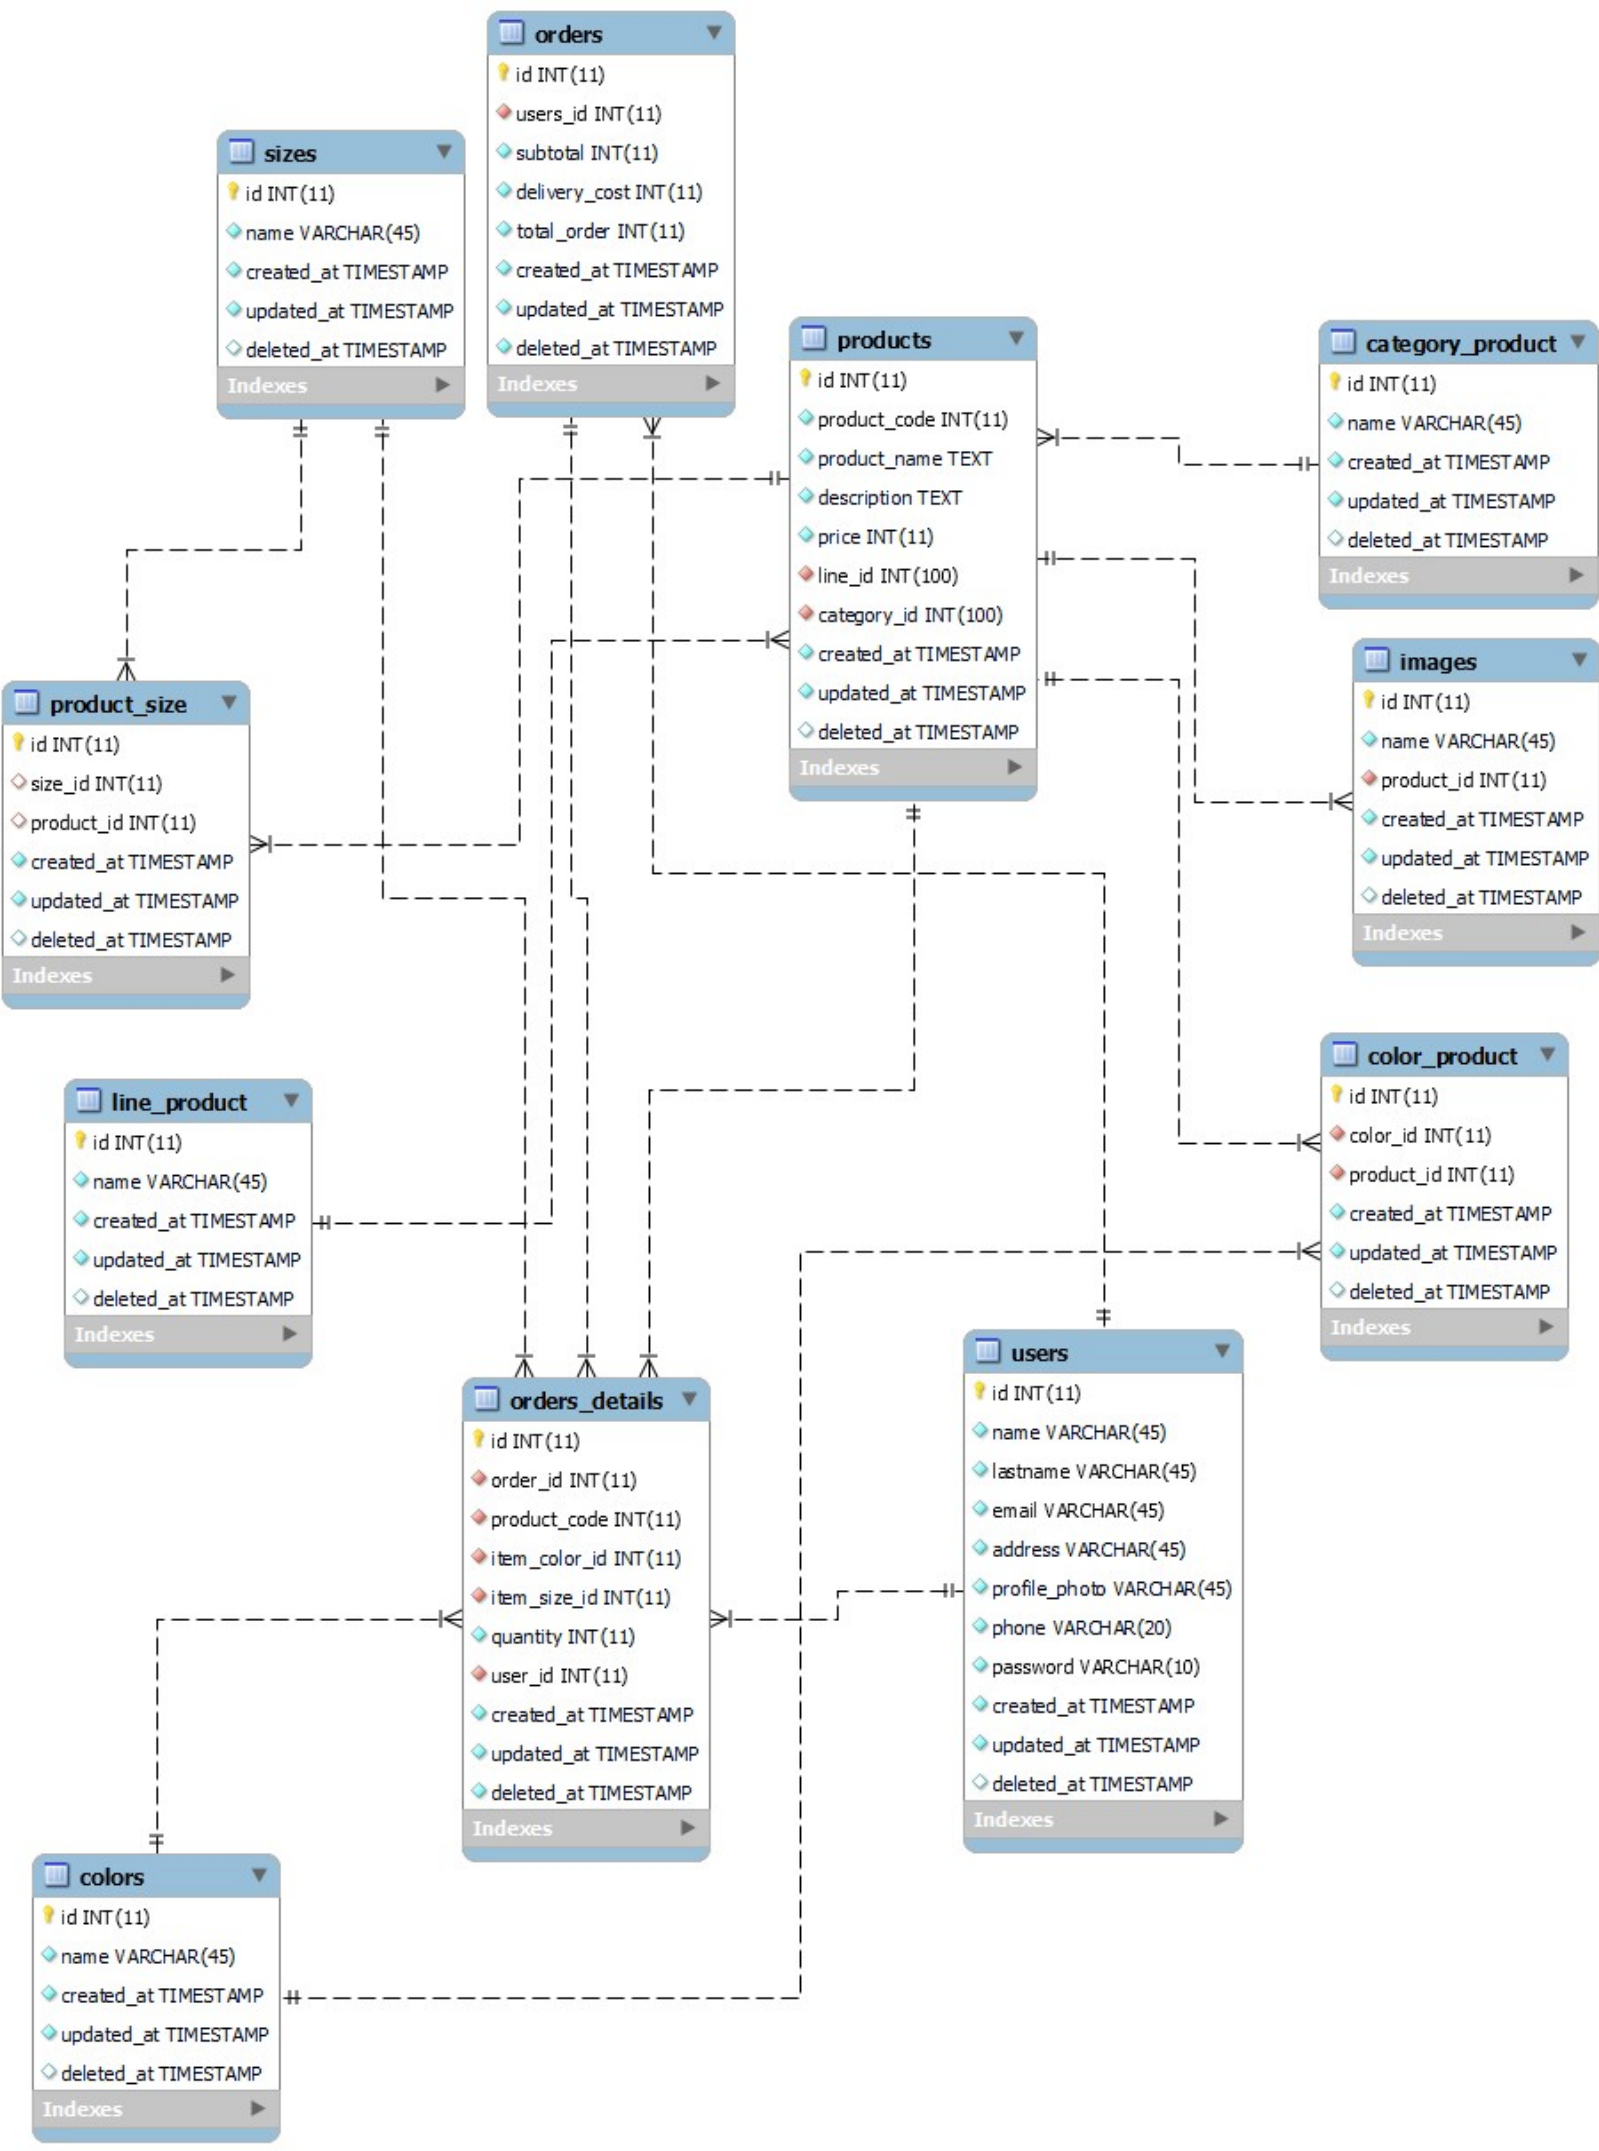 orders
id INT(11)
users_id INT(11)
subtotal INT(11)
delivery_cost INT(11)
total_order INT(11)
created_at TIMESTAMP
updated_at TIMESTAMP
deleted_at TIMESTAMP
Indexes
sizes
id INT(11)
name VARCHAR(45)
created_at TIMESTAMP
updated_at TIMESTAMP
deleted_at TIMESTAMP
Indexes
products
id INT(11)
product_code INT(11)
product_name TEXT
description TEXT
price INT(11)
line_id INT(100)
category_id INT(100)
created_at TIMESTAMP
updated_at TIMESTAMP
deleted_at TIMESTAMP
Indexes
category_product
id INT(11)
name VARCHAR(45)
created_at TIMESTAMP
updated_at TIMESTAMP
deleted_at TIMESTAMP
Indexes
images
id INT(11)
name VARCHAR(45)
product_id INT(11)
created_at TIMESTAMP
updated_at TIMESTAMP
deleted_at TIMESTAMP
Indexes
product_size
id INT(11)
size_id INT(11)
product_id INT(11)
created_at TIMESTAMP
updated_at TIMESTAMP
deleted_at TIMESTAMP
Indexes
color_product
id INT(11)
color_id INT(11)
product_id INT(11)
created_at TIMESTAMP
updated_at TIMESTAMP
deleted_at TIMESTAMP
Indexes
line_product
id INT(11)
name VARCHAR(45)
created_at TIMESTAMP
updated_at TIMESTAMP
deleted_at TIMESTAMP
Indexes
users
id INT(11)
name VARCHAR(45)
lastname VARCHAR(45)
email VARCHAR(45)
address VARCHAR(45)
profile_photo VARCHAR(45)
phone VARCHAR(20)
password VARCHAR(10)
created_at TIMESTAMP
updated_at TIMESTAMP
deleted_at TIMESTAMP
Indexes
orders_details
id INT(11)
order_id INT(11)
product_code INT(11)
item_color_id INT(11)
item_size_id INT(11)
quantity INT(11)
user_id INT(11)
created_at TIMESTAMP
updated_at TIMESTAMP
deleted_at TIMESTAMP
Indexes
colors
id INT(11)
name VARCHAR(45)
created_at TIMESTAMP
updated_at TIMESTAMP
deleted_at TIMESTAMP
Indexes